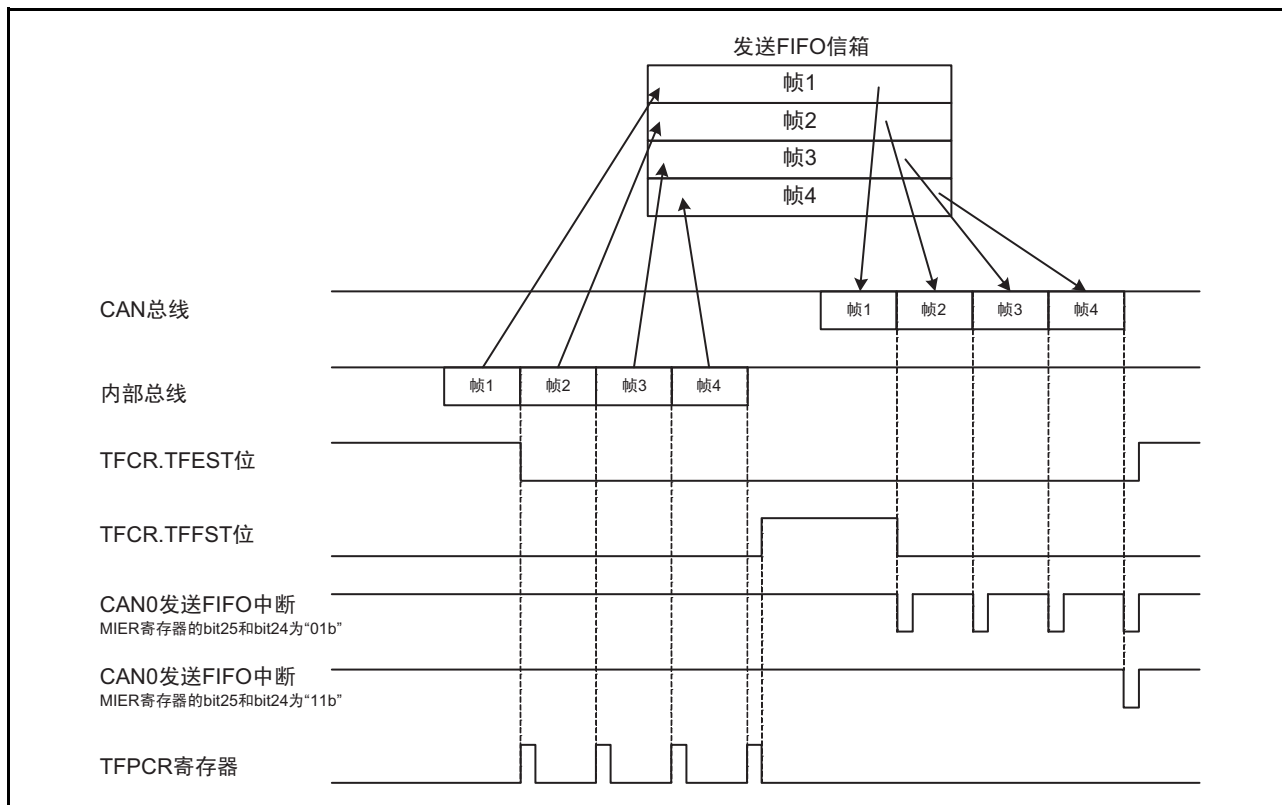 发送FIFO信箱
帧1
帧2
帧3
帧4
CAN总线
帧1 帧2 帧3 帧4
内部总线
帧1 帧2 帧3 帧4
TFCR.TFEST位
TFCR.TFFST位
CAN0发送FIFO中断
MIER寄存器的bit25和bit24为“01b”
CAN0发送FIFO中断
MIER寄存器的bit25和bit24为“11b”
TFPCR寄存器